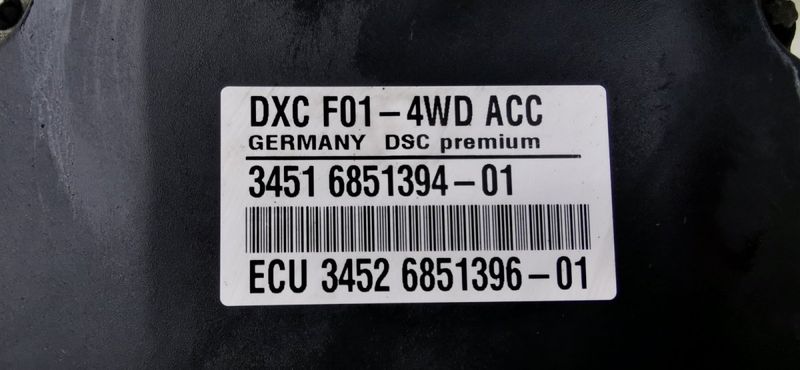 DXC F01-4WD ACC
GERMANY DSC premium
3451 6851394-01
ECU 3452 6851396-01